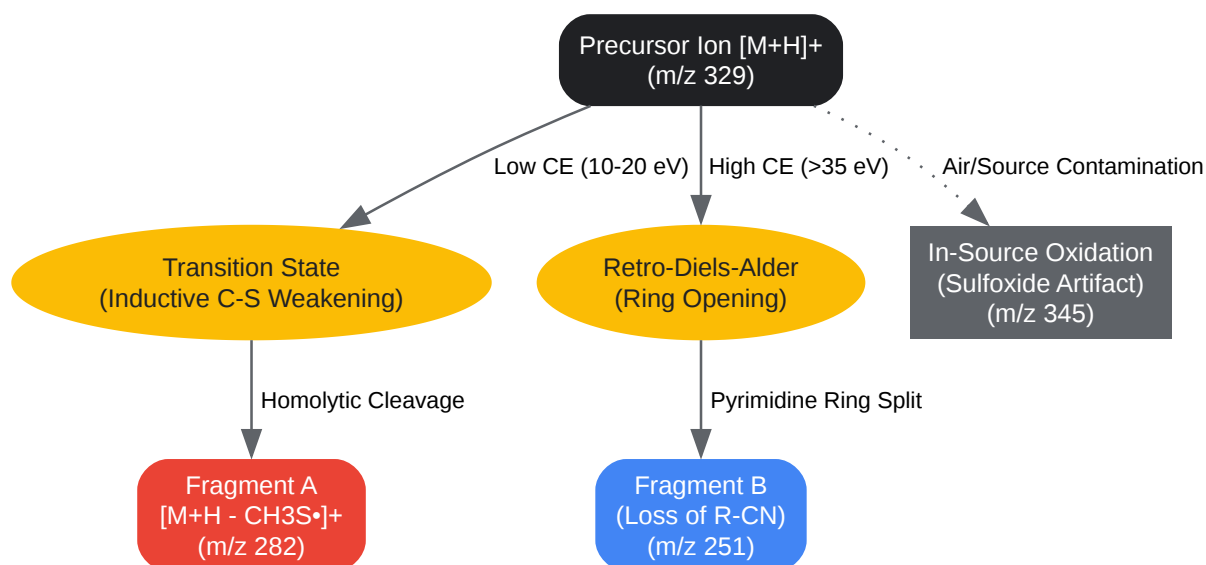 Precursor Ion [M+H]+
(m/z 329)
Low CE (10-20 eV)
High CE (>35 eV)
Air/Source Contamination
Transition State
(Inductive C-S Weakening)
Retro-Diels-Alder
(Ring Opening)
In-Source Oxidation
(Sulfoxide Artifact)
(m/z 345)
Homolytic Cleavage
Pyrimidine Ring Split
Fragment A
[M+H - CH3S•]+
(m/z 282)
Fragment B
(Loss of R-CN)
(m/z 251)